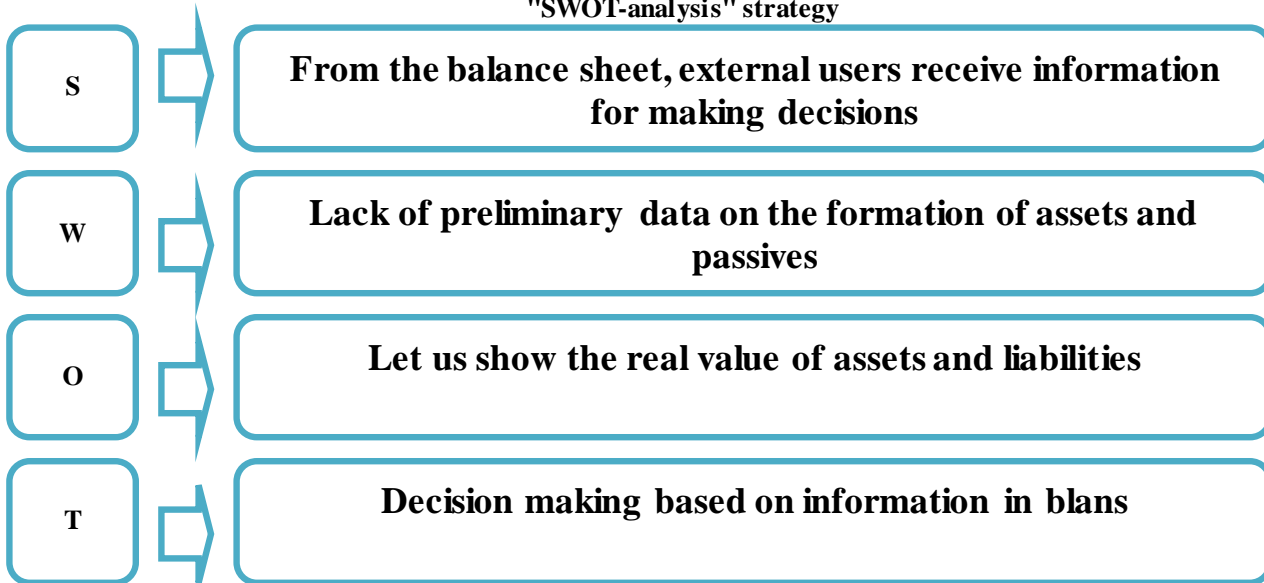 "SWOT-analysis" strategy
S
From the balance sheet, external users receive information
for making decisions
W
Lack of preliminary data on the formation of assets and
passives
O
Let us show the real value of assets and liabilities
T
Decision making based on information in blans